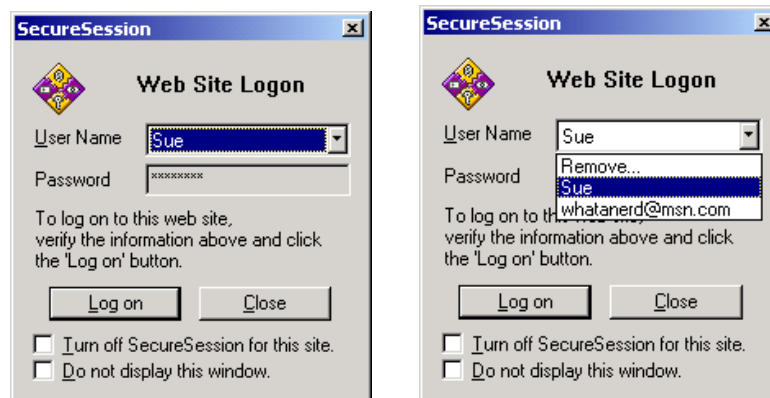 SecureSession
Web Site Logon
User Name Sue
Password xxxxxxxx
To log on to this web site,
verify the information above and click
the 'Log on' button.
Log on Close
Turn off SecureSession for this site.
Do not display this window.
SecureSession
Web Site Logon
User Name Sue
Remove...
Password Sue
whatanerd@msn.com
To log on to
verify the information above and click
the 'Log on' button.
Log on Close
Turn off SecureSession for this site.
Do not display this window.